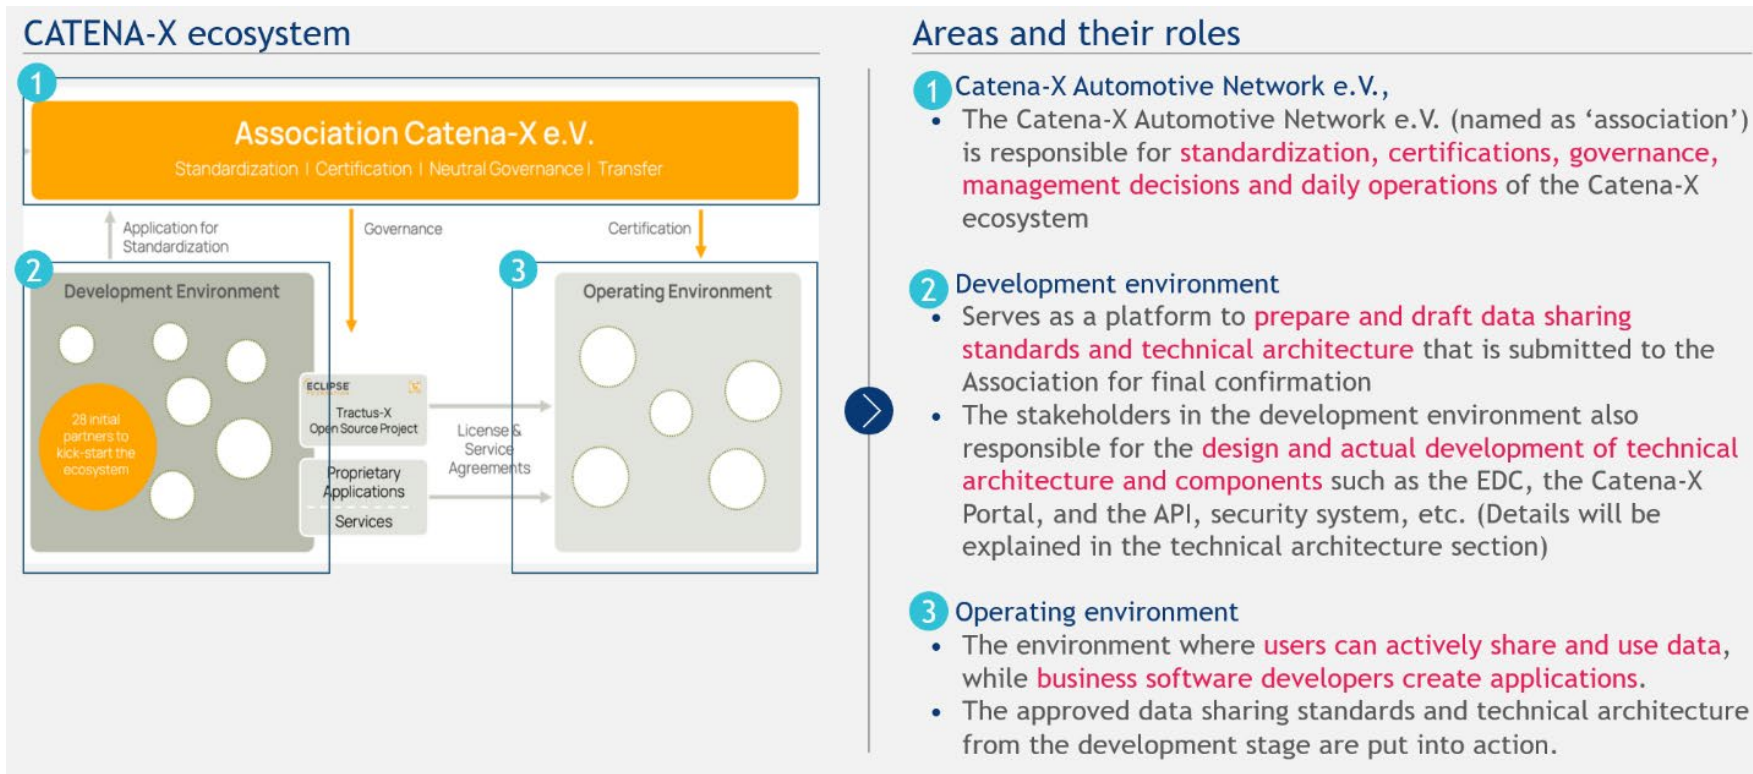 CATENA-X ecosystem
1
Association Catena-X e.V.
Standardization | Certification | Neutral Governance | Transfer
Application for
Standardization
Governance
Certification
2
Development Environment
28 initial
partners to
kick-start the
ecosystem
ECLIPSE
FOUNDATION
Tractus-X
Open Source Project
Proprietary
Applications
Services
License &
Service
Agreements
3
Operating Environment
Areas and their roles
1 Catena-X Automotive Network e.V.,
• The Catena-X Automotive Network e.V. (named as ‘association’)
is responsible for standardization, certifications, governance,
management decisions and daily operations of the Catena-X
ecosystem
2 Development environment
• Serves as a platform to prepare and draft data sharing
standards and technical architecture that is submitted to the
Association for final confirmation
• The stakeholders in the development environment also
responsible for the design and actual development of technical
architecture and components such as the EDC, the Catena-X
Portal, and the API, security system, etc. (Details will be
explained in the technical architecture section)
3 Operating environment
• The environment where users can actively share and use data,
while business software developers create applications.
• The approved data sharing standards and technical architecture
from the development stage are put into action.